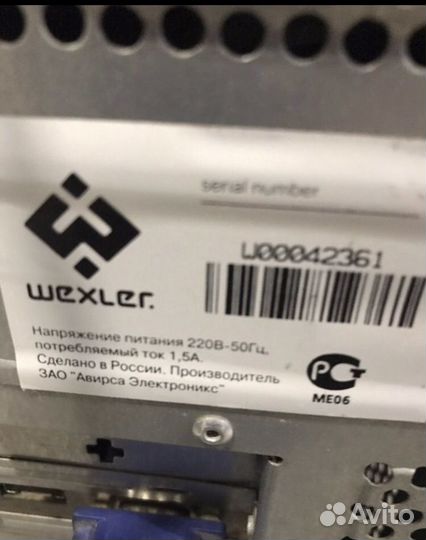 serial number
W00042361
wexler.
Напряжение питания 220В-50Гц,
потребляемый ток 1,5А.
Сделано в России. Производитель
ЗАО "Авирса Электроникс"
РСТ
МЕ06
Avito